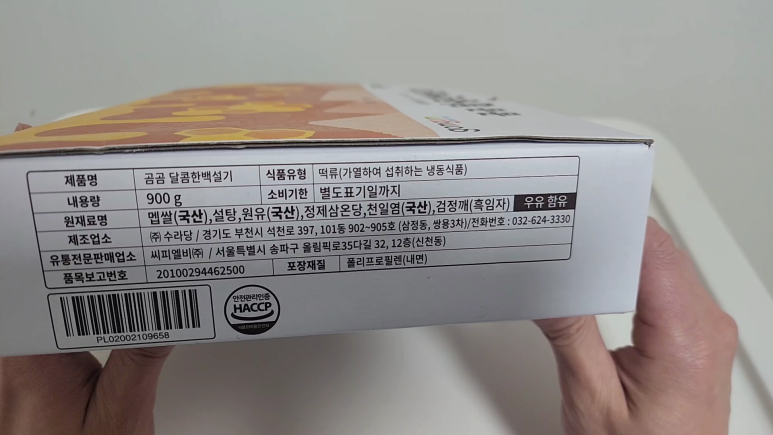 제품명 곰곰 달콤한백설기 식품유형 떡류(가열하여 섭취하는 냉동식품)
내용량 900 g 소비기한 별도표기일까지
원재료명 멥쌀(국산),설탕,원유(국산),정제삼온당,천일염(국산),검정깨(흑임자) 우유 함유
제조업소 ㈜수라당 / 경기도 부천시 석천로 397, 101동 902~905호 (삼정동, 쌍용3차)/전화번호 : 032-624-3330
유통전문판매업소 씨피엘비㈜ / 서울특별시 송파구 올림픽로35다길 32, 12층(신천동)
품목보고번호 20100294462500 포장재질 폴리프로필렌(내면)
PL02002109658
안전관리인증
HACCP